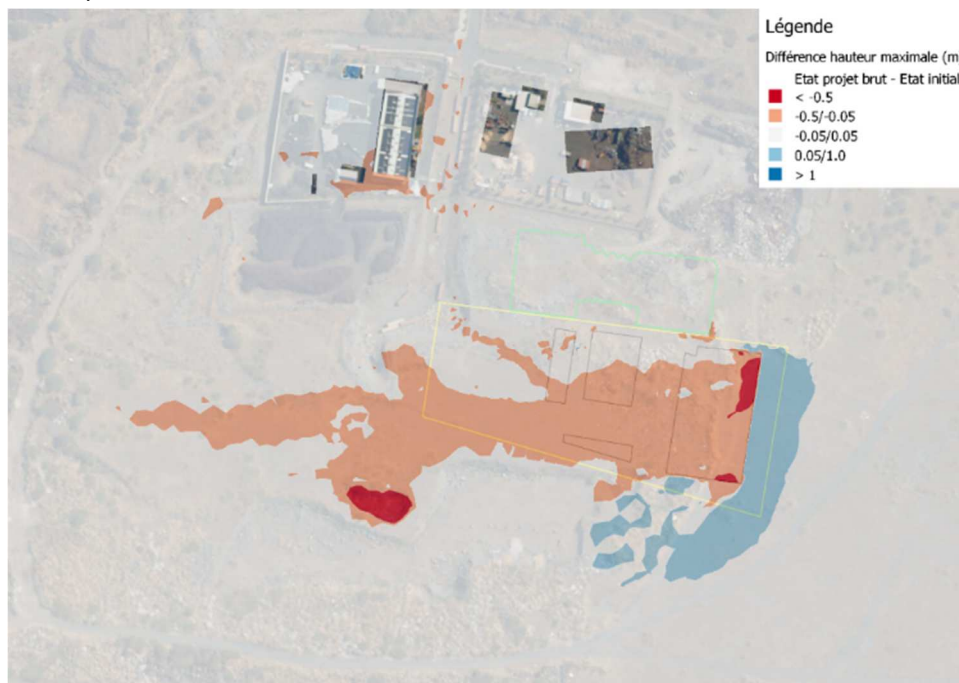 Légende
Différence hauteur maximale (m
Etat projet brut - Etat initial
< -0.5
-0.5/-0.05
-0.05/0.05
0.05/1.0
> 1